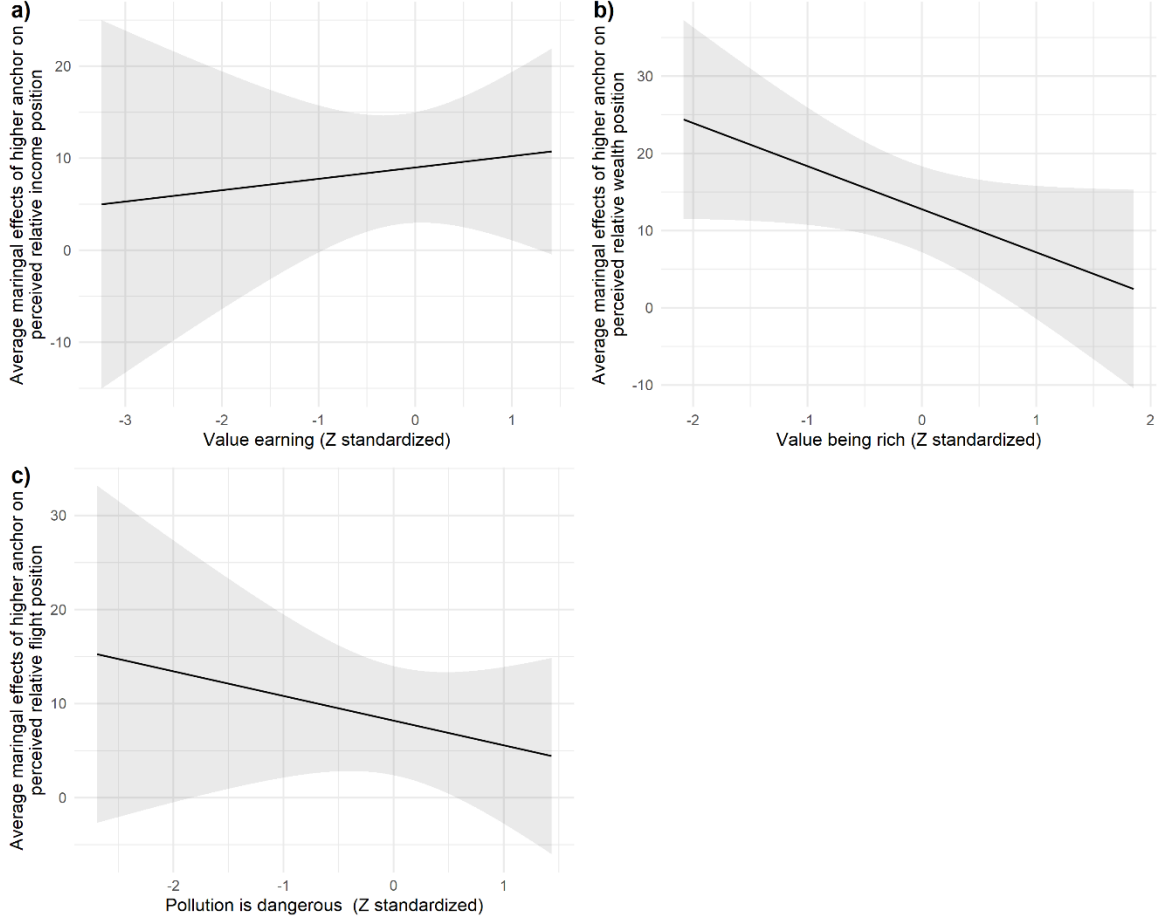 a)
Average maringal effects of higher anchor on
perceived relative income position
20
10
0
-10
-3 -2 -1 0 1
Value earning (Z standardized)
b)
Average maringal effects of higher anchor on
perceived relative wealth position
30
20
10
0
-10
-2 -1 0 1 2
Value being rich (Z standardized)
c)
Average maringal effects of higher anchor on
perceived relative flight position
30
20
10
0
-2 -1 0 1
Pollution is dangerous  (Z standardized)